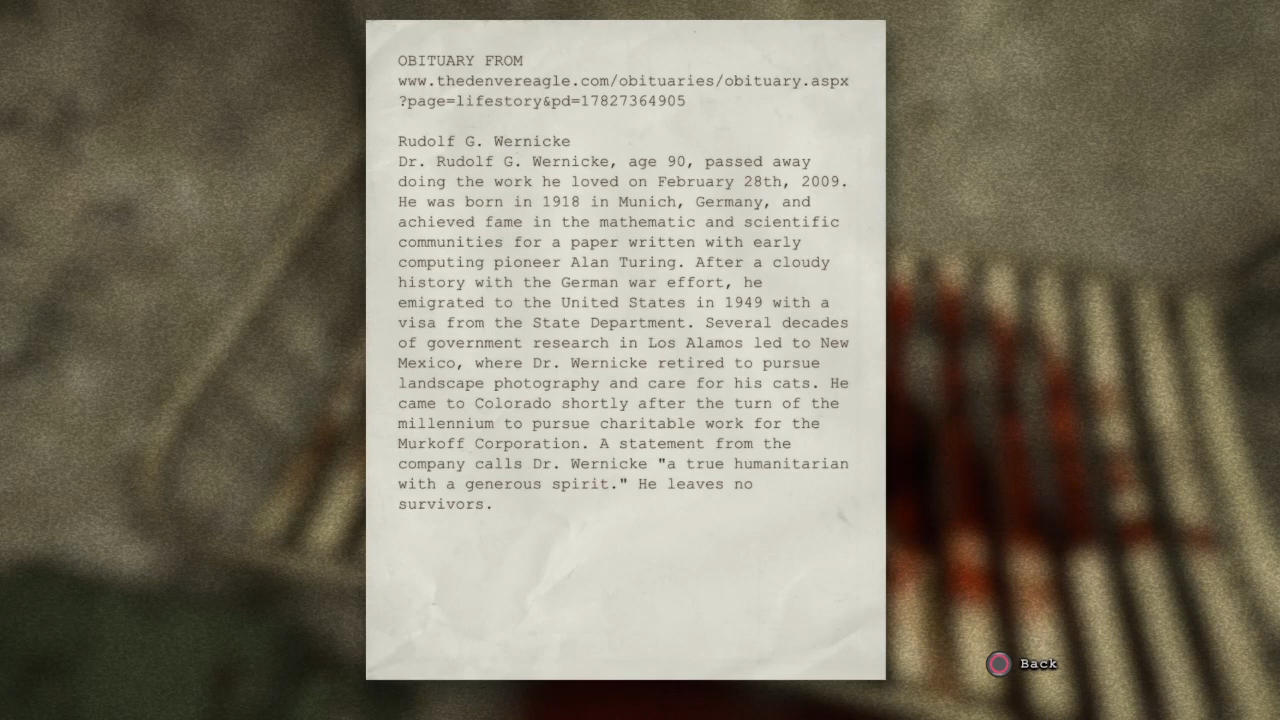 OBITUARY FROM
www.thedenvereagle.com/obituaries/obituary.aspx
?page=lifestory&pd=17827364905
Rudolf G. Wernicke
Dr. Rudolf G. Wernicke, age 90, passed away
doing the work he loved on February 28th, 2009.
He was born in 1918 in Munich, Germany, and
achieved fame in the mathematic and scientific
communities for a paper written with early
computing pioneer Alan Turing. After a cloudy
history with the German war effort, he
emigrated to the United States in 1949 with a
visa from the State Department. Several decades
of government research in Los Alamos led to New
Mexico, where Dr. Wernicke retired to pursue
landscape photography and care for his cats. He
came to Colorado shortly after the turn of the
millennium to pursue charitable work for the
Murkoff Corporation. A statement from the
company calls Dr. Wernicke "a true humanitarian
with a generous spirit." He leaves no
survivors.
Back